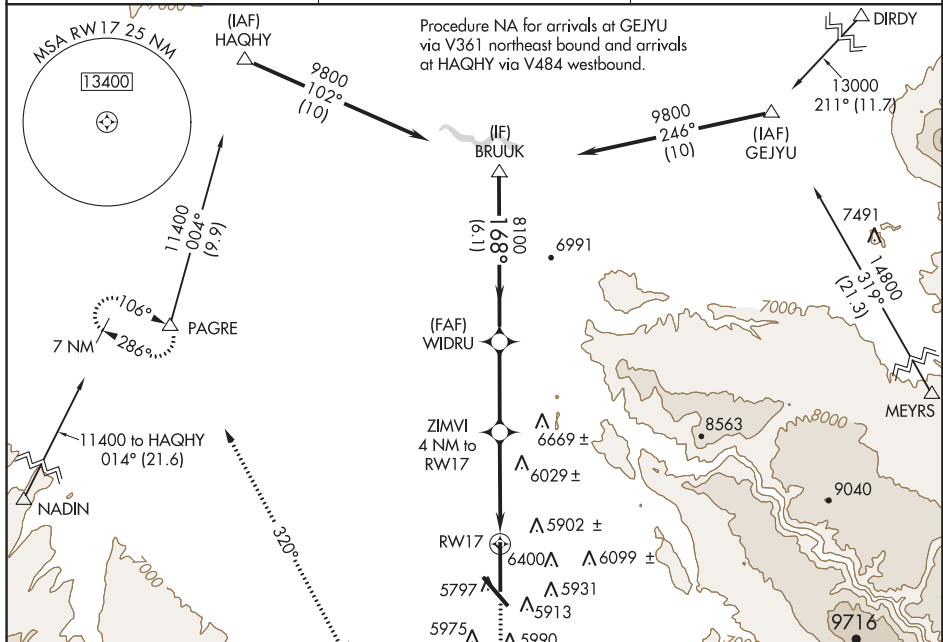 MSA RW17 25 NM
13400
(IAF)
HAQHY
9800
102°
(10)
Procedure NA for arrivals at GEJYU
via V361 northeast bound and arrivals
at HAQHY via V484 westbound.
DIRDY
13000
211° (11.7)
9800
246°
(10)
(IAF)
GEJYU
(IF)
BRUUK
8100
168°
(6.1)
6991
7491
14800
319°
(21.3)
11400
004°
(9.9)
106°
286°
7 NM
PAGRE
(FAF)
WIDRU
7000
MEYRS
ZIMVI
4 NM to
RW17
6669 ±
6029 ±
8563
8000
9040
11400 to HAQHY
014° (21.6)
NADIN
320°
7000
RW17
5902 ±
6400
6099 ±
5797
5931
5913
5975
5990
9716
7000